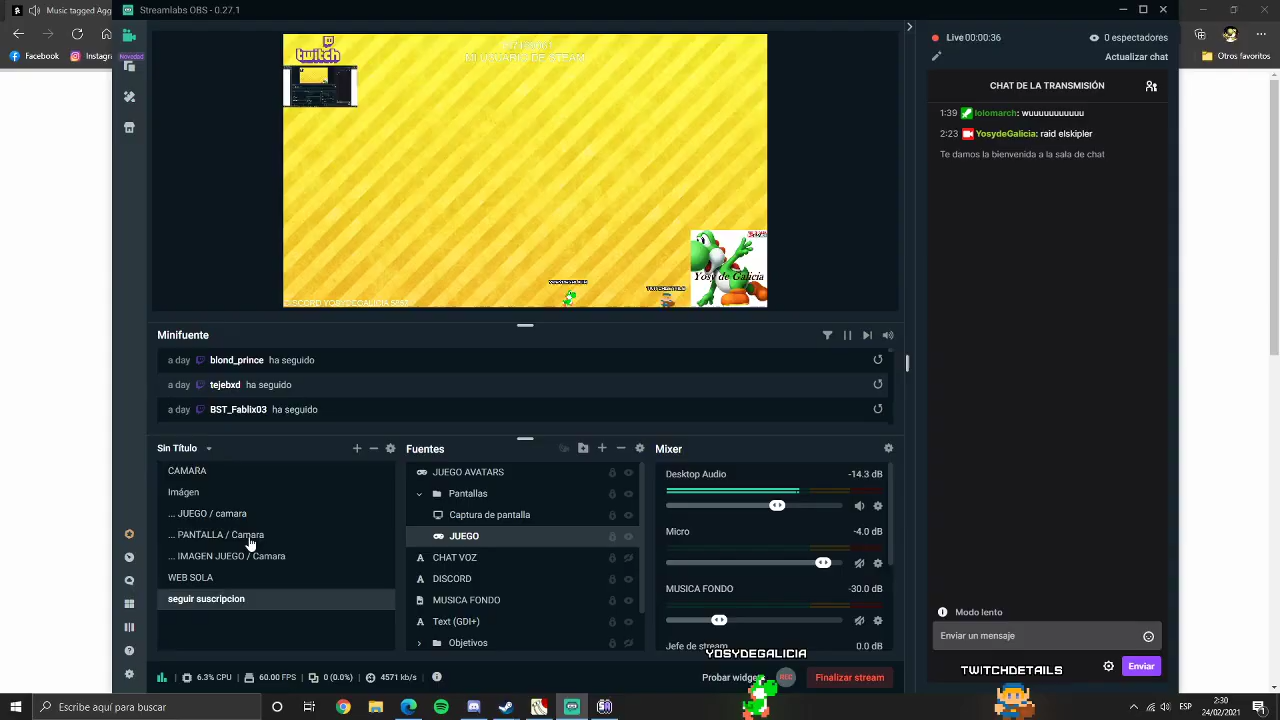 Music tagged Agg
Streamlabs OBS - 0.27.1
Facebook
Instag
Novedad
Otros favorito
Live 00:00:36
0 espectadores
Actualizar chat
twitch
CHAT DE LA TRANSMISIÓN
1:39 lolomarch: wuuuuuuuuuuu
2:23 YosydeGalicia: raid elskipler
Te damos la bienvenida a la sala de chat
Yosy de Galicia
YOSYDEGALICIA
TWITCHDETAILS
Minifuente
a day blond_prince ha seguido
a day tejebxd ha seguido
a day BST_Fablix03 ha seguido
Sin Título
CAMARA
Imágen
... JUEGO / camara
... PANTALLA / Camara
... IMAGEN JUEGO / Camara
WEB SOLA
seguir suscripcion
Fuentes
JUEGO AVATARS
Pantallas
Captura de pantalla
JUEGO
CHAT VOZ
DISCORD
MUSICA FONDO
Text (GDI+)
Objetivos
Mixer
Desktop Audio -14.3 dB
Micro -4.0 dB
MUSICA FONDO -30.0 dB
Jefe de stream 0.0 dB
Modo lento
Enviar un mensaje
Enviar
YOSYDEGALICIA
TWITCHDETAILS
6.3% CPU 60.00 FPS 0 (0.0%) 4571 kb/s
Probar widgets
REC
Finalizar stream
Escribe aquí para buscar
ESP
2:30
24/02/2021